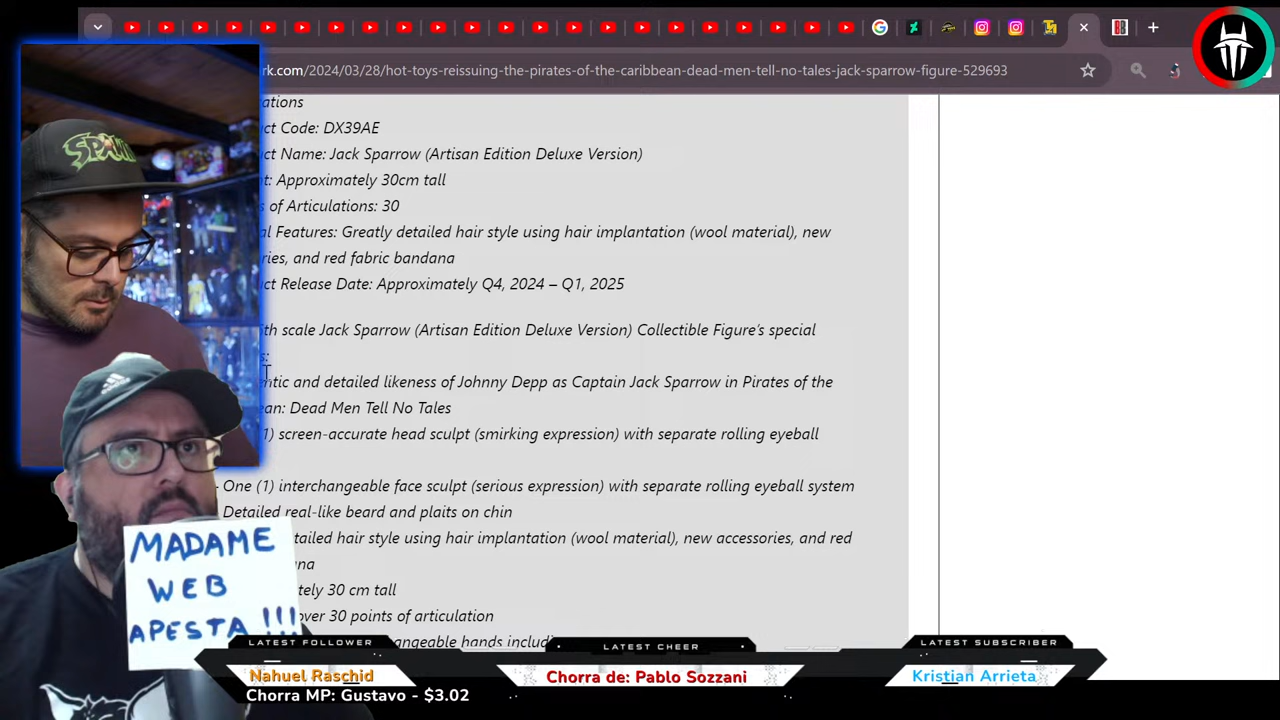 rk.com/2024/03/28/hot-toys-reissuing-the-pirates-of-the-caribbean-dead-men-tell-no-tales-jack-sparrow-figure-529693
ations
ct Code: DX39AE
ct Name: Jack Sparrow (Artisan Edition Deluxe Version)
t: Approximately 30cm tall
s of Articulations: 30
al Features: Greatly detailed hair style using hair implantation (wool material), new
ries, and red fabric bandana
ct Release Date: Approximately Q4, 2024 – Q1, 2025
th scale Jack Sparrow (Artisan Edition Deluxe Version) Collectible Figure's special
s:
ntic and detailed likeness of Johnny Depp as Captain Jack Sparrow in Pirates of the
ean: Dead Men Tell No Tales
1) screen-accurate head sculpt (smirking expression) with separate rolling eyeball
- One (1) interchangeable face sculpt (serious expression) with separate rolling eyeball system
Detailed real-like beard and plaits on chin
tailed hair style using hair implantation (wool material), new accessories, and red
na
tely 30 cm tall
over 30 points of articulation
ngeable hands includi
SPAWN
MADAME
WEB
APESTA !!!
LATEST FOLLOWER
Nahuel Raschid
LATEST CHEER
Chorra de: Pablo Sozzani
LATEST SUBSCRIBER
Kristian Arrieta
Chorra MP: Gustavo - $3.02